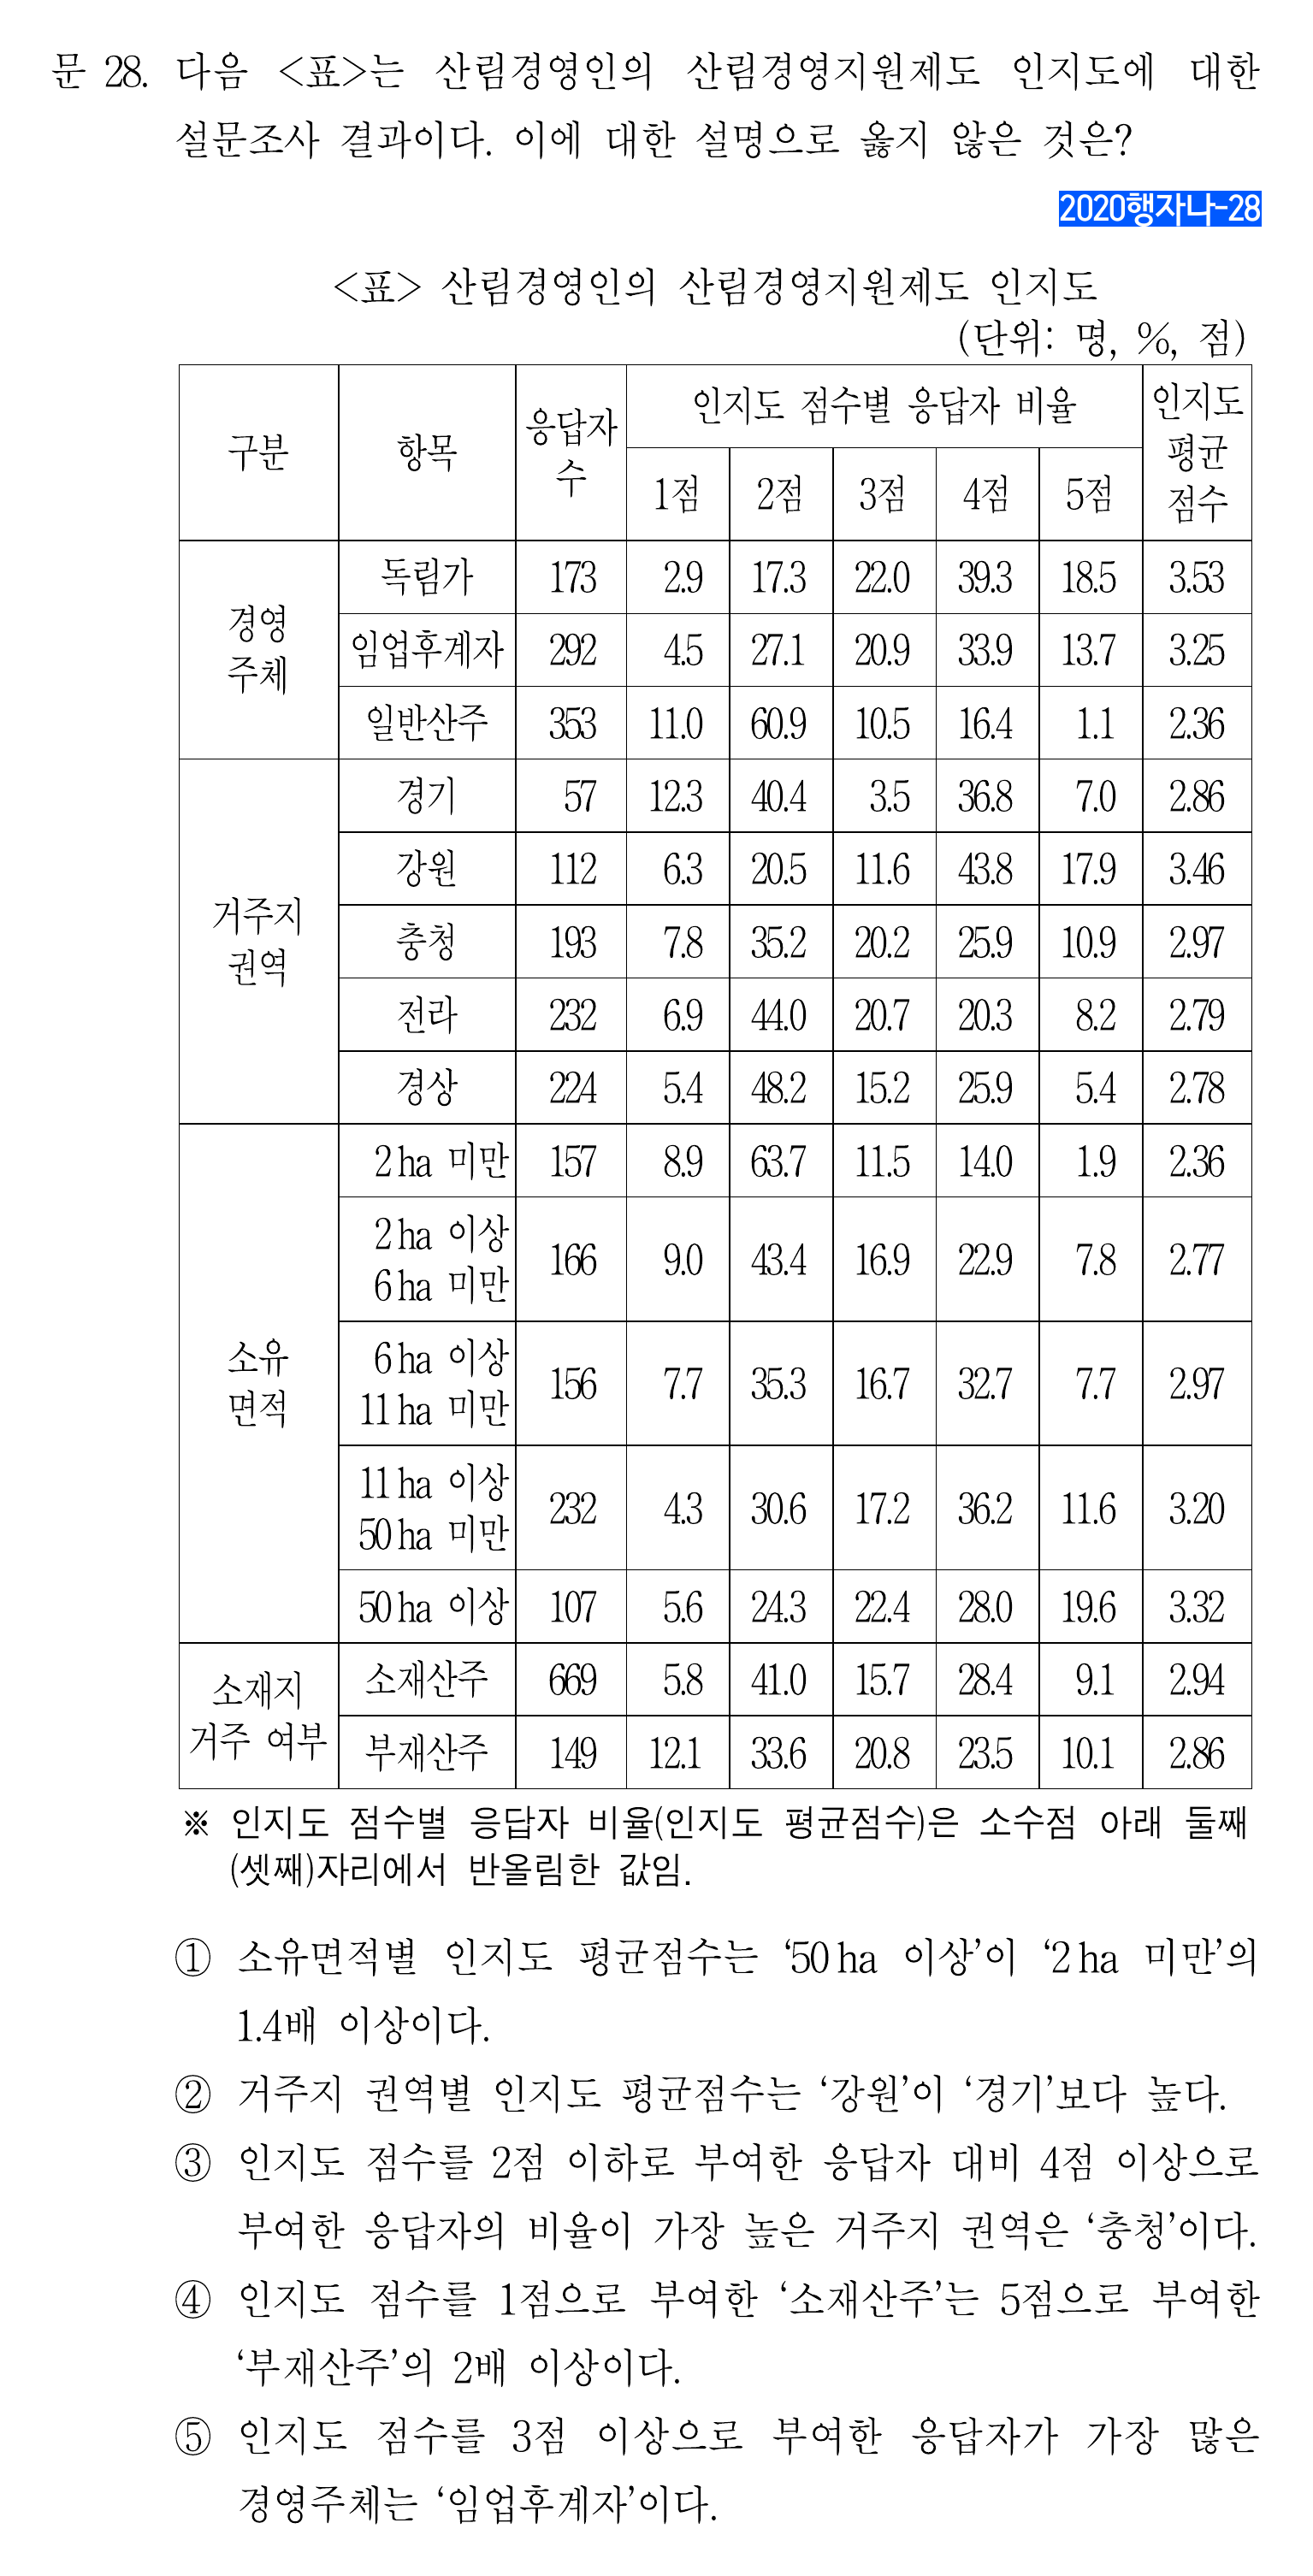 문 28. 다음 <표>는 산림경영인의 산림경영지원제도 인지도에 대한
설문조사 결과이다. 이에 대한 설명으로 옳지 않은 것은?
2020행자나-28
<표> 산림경영인의 산림경영지원제도 인지도
(단위: 명, %, 점)
구분 항목 응답자 수 인지도 점수별 응답자 비율 인지도 평균 점수
1점 2점 3점 4점 5점
경영 주체 독림가 173 2.9 17.3 22.0 39.3 18.5 3.53
임업후계자 292 4.5 27.1 20.9 33.9 13.7 3.25
일반산주 353 11.0 60.9 10.5 16.4 1.1 2.36
거주지 권역 경기 57 12.3 40.4 3.5 36.8 7.0 2.86
강원 112 6.3 20.5 11.6 43.8 17.9 3.46
충청 193 7.8 35.2 20.2 25.9 10.9 2.97
전라 232 6.9 44.0 20.7 20.3 8.2 2.79
경상 224 5.4 48.2 15.2 25.9 5.4 2.78
소유 면적 2ha 미만 157 8.9 63.7 11.5 14.0 1.9 2.36
2ha 이상 6ha 미만 166 9.0 43.4 16.9 22.9 7.8 2.77
6ha 이상 11ha 미만 156 7.7 35.3 16.7 32.7 7.7 2.97
11ha 이상 50ha 미만 232 4.3 30.6 17.2 36.2 11.6 3.20
50ha 이상 107 5.6 24.3 22.4 28.0 19.6 3.32
소재지 거주 여부 소재산주 669 5.8 41.0 15.7 28.4 9.1 2.94
부재산주 149 12.1 33.6 20.8 23.5 10.1 2.86
※ 인지도 점수별 응답자 비율(인지도 평균점수)은 소수점 아래 둘째
(셋째)자리에서 반올림한 값임.
① 소유면적별 인지도 평균점수는 ‘50ha 이상’이 ‘2ha 미만’의
1.4배 이상이다.
② 거주지 권역별 인지도 평균점수는 ‘강원’이 ‘경기’보다 높다.
③ 인지도 점수를 2점 이하로 부여한 응답자 대비 4점 이상으로
부여한 응답자의 비율이 가장 높은 거주지 권역은 ‘충청’이다.
④ 인지도 점수를 1점으로 부여한 ‘소재산주’는 5점으로 부여한
‘부재산주’의 2배 이상이다.
⑤ 인지도 점수를 3점 이상으로 부여한 응답자가 가장 많은
경영주체는 ‘임업후계자’이다.